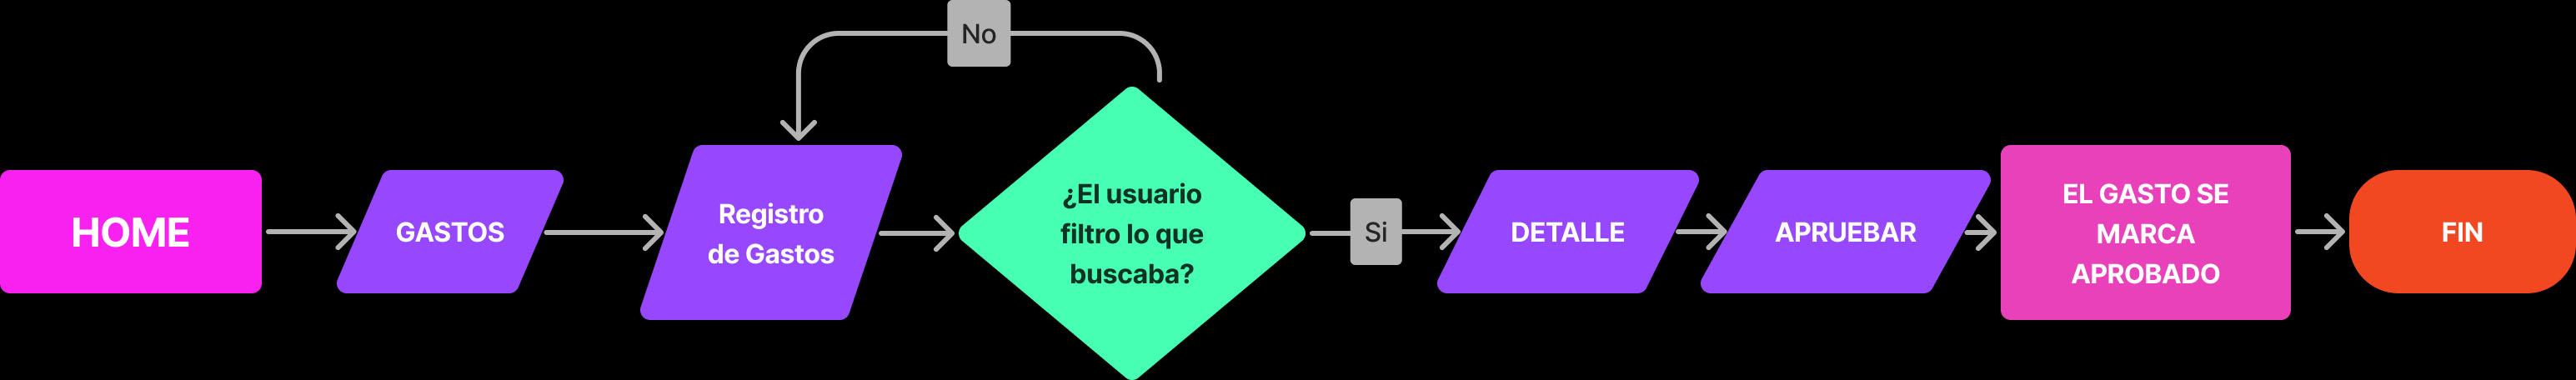 No
HOME
GASTOS
Registro
de Gastos
¿El usuario
filtro lo que
buscaba?
Si
DETALLE
APRUEBAR
EL GASTO SE
MARCA
APROBADO
FIN